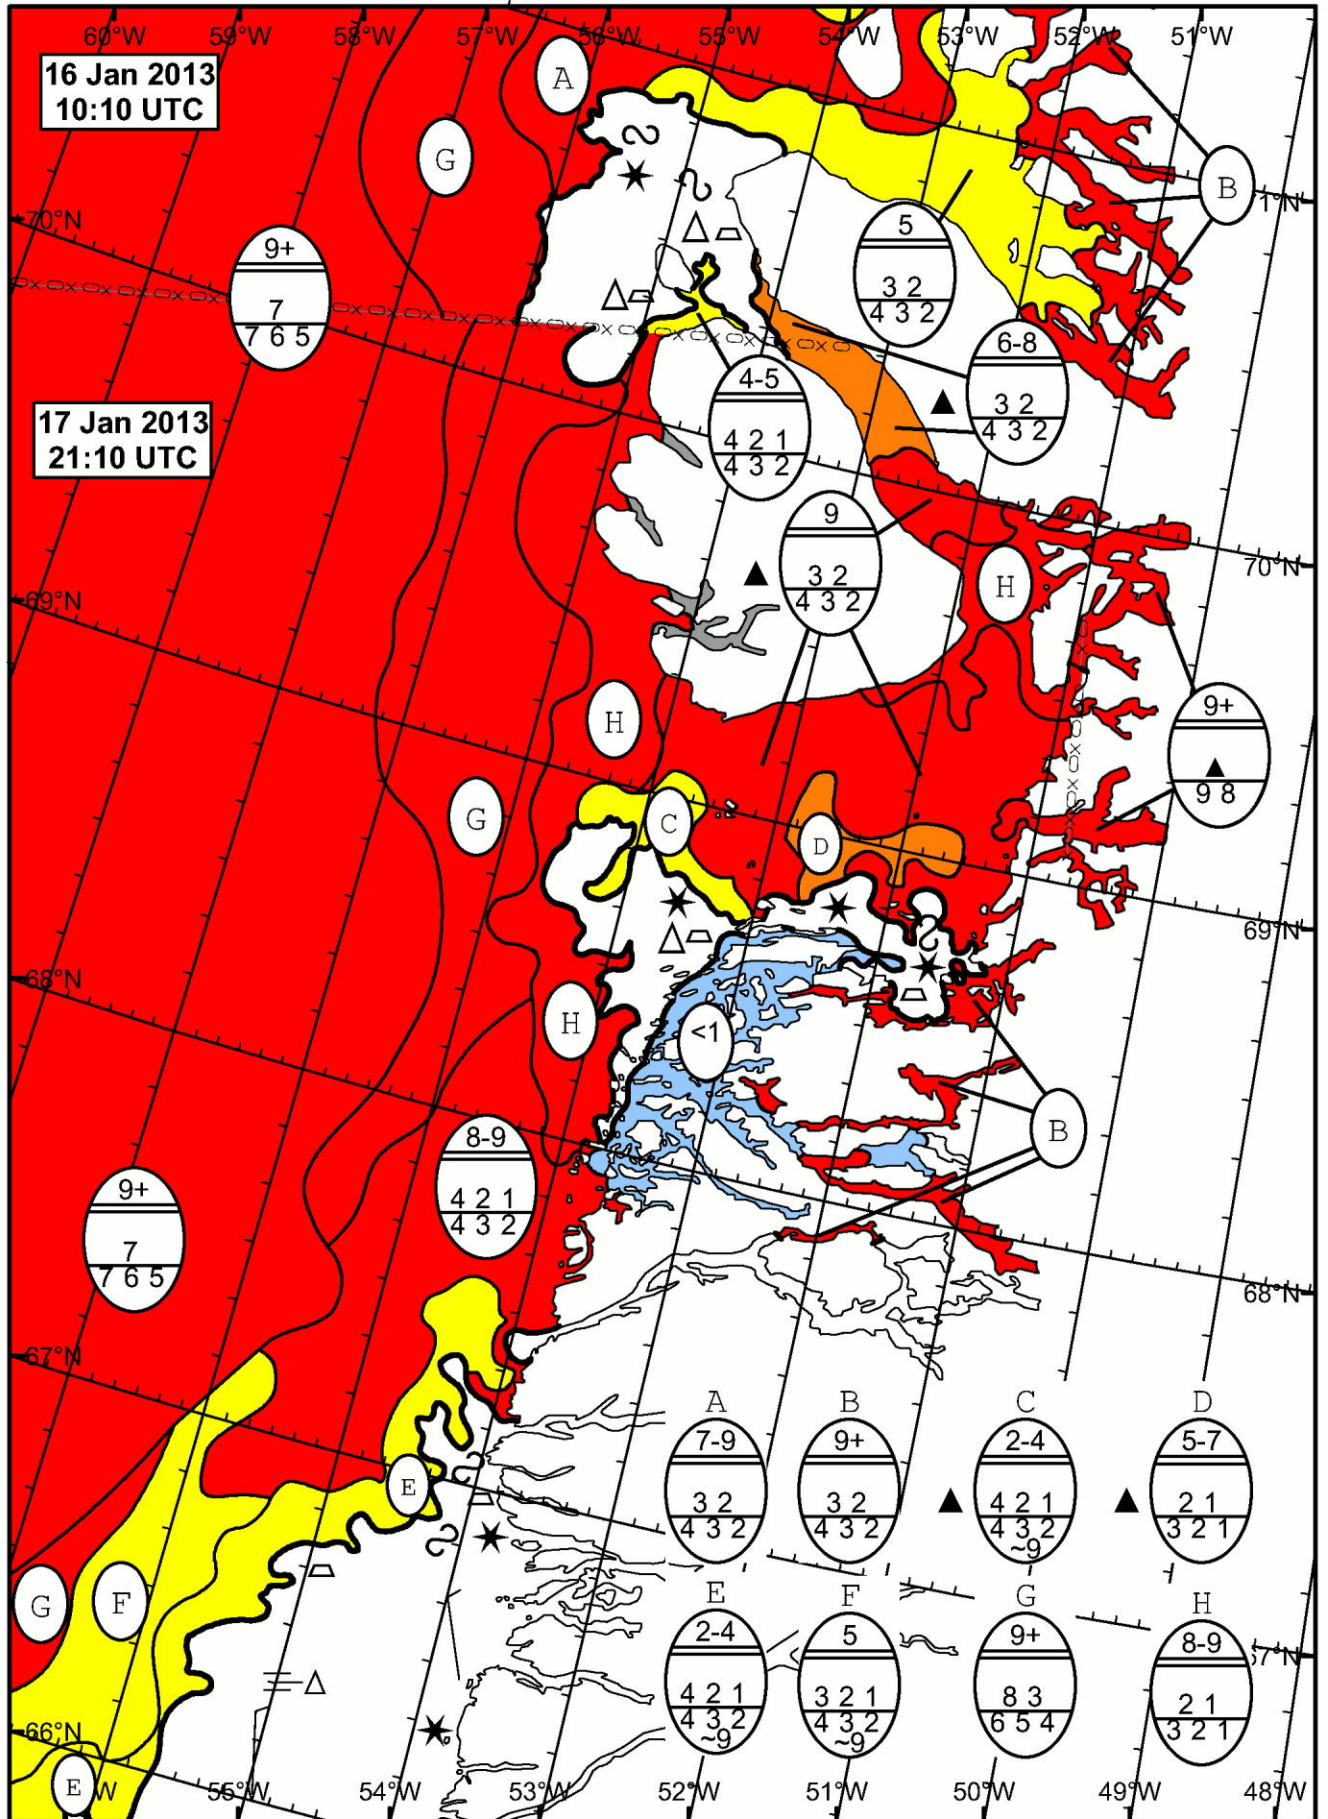 60°W 59°W 58°W 57°W 56°W 55°W 54°W 53°W 52°W 51°W
16 Jan 2013
10:10 UTC
A
G
B
70°N
1°N
9+
7
7 6 5
5
3 2
4 3 2
6-8
3 2
4 3 2
4-5
4 2 1
4 3 2
17 Jan 2013
21:10 UTC
9
3 2
4 3 2
70°N
H
69°N
H
9+
9 8
G
C
D
69°N
68°N
H
<1
B
8-9
4 2 1
4 3 2
9+
7
7 6 5
68°N
67°N
A B C D
7-9 9+ 2-4 5-7
3 2 3 2 4 2 1 2 1
4 3 2 4 3 2 4 3 2 3 2 1
~9
E
G
F
E F G H
2-4 5 9+ 8-9
4 2 1 3 2 1 8 3 2 1
4 3 2 4 3 2 6 5 4 3 2 1
~9 ~9
7°N
66°N
E
W 55°W 54°W 53°W 52°W 51°W 50°W 49°W 48°W